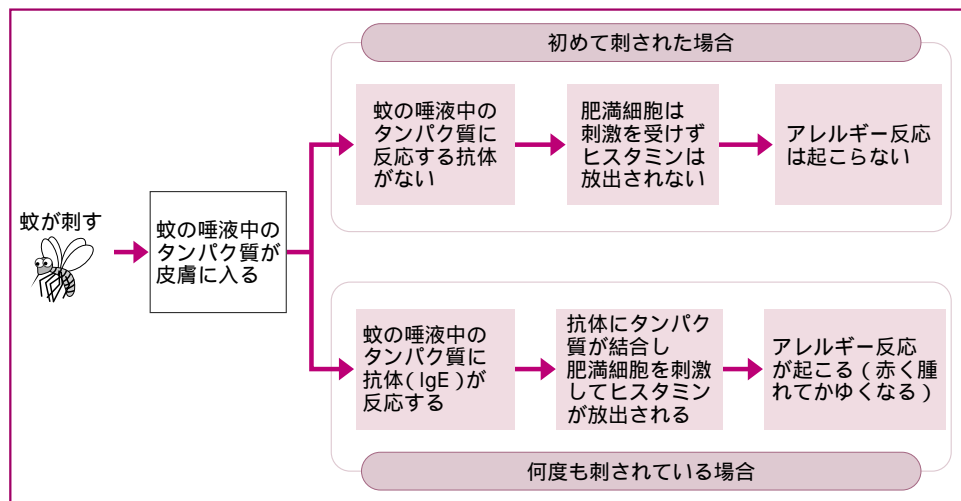 初めて刺された場合
蚊の唾液中の
タンパク質に
反応する抗体
がない
肥満細胞は
刺激を受けず
ヒスタミンは
放出されない
アレルギー反応
は起こらない
蚊が刺す
蚊の唾液中の
タンパク質が
皮膚に入る
蚊の唾液中の
タンパク質に
抗体(IgE)が
反応する
抗体にタンパク
質が結合し
肥満細胞を刺激
してヒスタミン
が放出される
アレルギー反応
が起こる(赤く腫
れてかゆくなる)
何度も刺されている場合